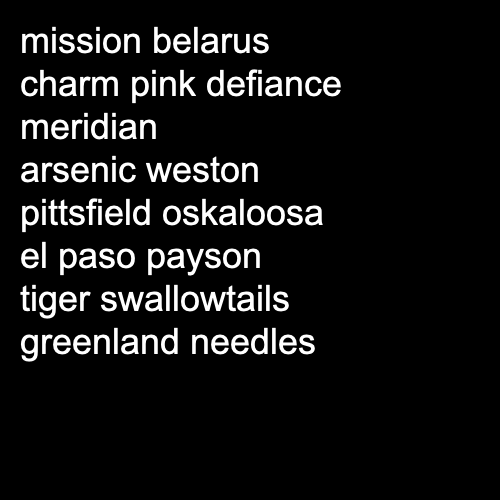 mission belarus
charm pink defiance
meridian
arsenic weston
pittsfield oskaloosa
el paso payson
tiger swallowtails
greenland needles